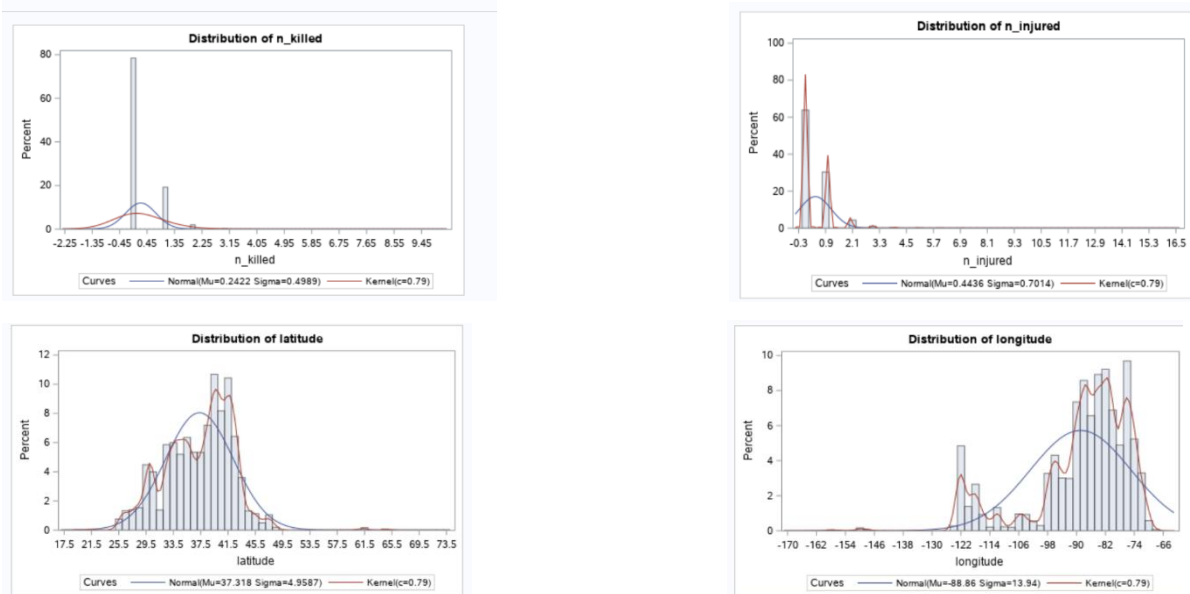 Distribution of n_killed
80
60
40
20
0
Percent
-2.25 -1.35 -0.45 0.45 1.35 2.25 3.15 4.05 4.95 5.85 6.75 7.65 8.55 9.45
n_killed
Curves Normal(Mu=0.2422 Sigma=0.4989) Kernel(c=0.79)
Distribution of n_injured
100
80
60
40
20
0
Percent
-0.3 0.9 2.1 3.3 4.5 5.7 6.9 8.1 9.3 10.5 11.7 12.9 14.1 15.3 16.5
n_injured
Curves Normal(Mu=0.4436 Sigma=0.7014) Kernel(c=0.79)
Distribution of latitude
12
10
8
6
4
2
0
Percent
17.5 21.5 25.5 29.5 33.5 37.5 41.5 45.5 49.5 53.5 57.5 61.5 65.5 69.5 73.5
latitude
Curves Normal(Mu=37.318 Sigma=4.9587) Kernel(c=0.79)
Distribution of longitude
10
8
6
4
2
0
Percent
-170 -162 -154 -146 -138 -130 -122 -114 -106 -98 -90 -82 -74 -66
longitude
Curves Normal(Mu=-88.86 Sigma=13.94) Kernel(c=0.79)